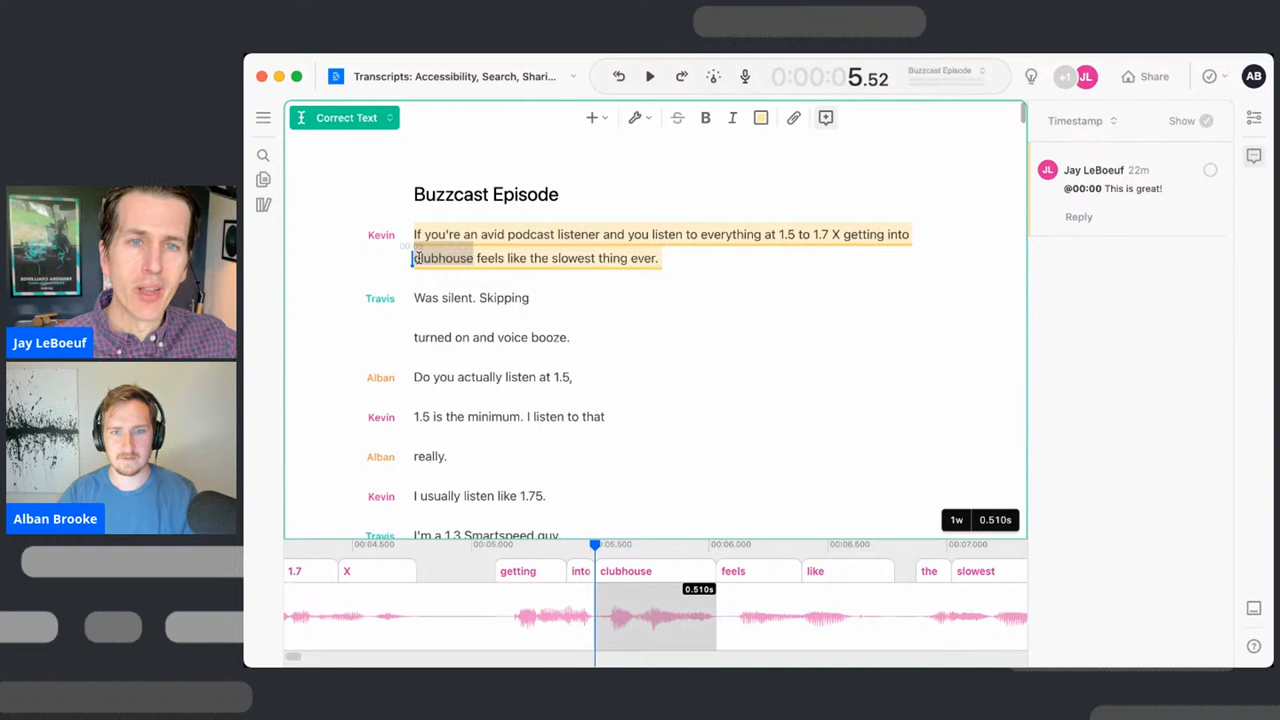 Transcripts: Accessibility, Search, Shari...
0:00:05.52
Buzzcast Episode
+1
JL
Share
AB
Correct Text
B
I
Timestamp
Show
Buzzcast Episode
JL
Jay LeBoeuf 22m
@00:00 This is great!
Reply
Kevin
If you're an avid podcast listener and you listen to everything at 1.5 to 1.7 X getting into
clubhouse feels like the slowest thing ever.
Travis
Was silent. Skipping
turned on and voice booze.
Jay LeBoeuf
Alban
Do you actually listen at 1.5,
Kevin
1.5 is the minimum. I listen to that
Alban
really.
Kevin
I usually listen like 1.75.
Alban Brooke
Travis
I'm a 1.3 Smartspeed guy
1w 0.510s
00:04.500 00:05.000 00:05.500 00:06.000 00:06.500 00:07.000
1.7 X getting into clubhouse feels like the slowest
0.510s